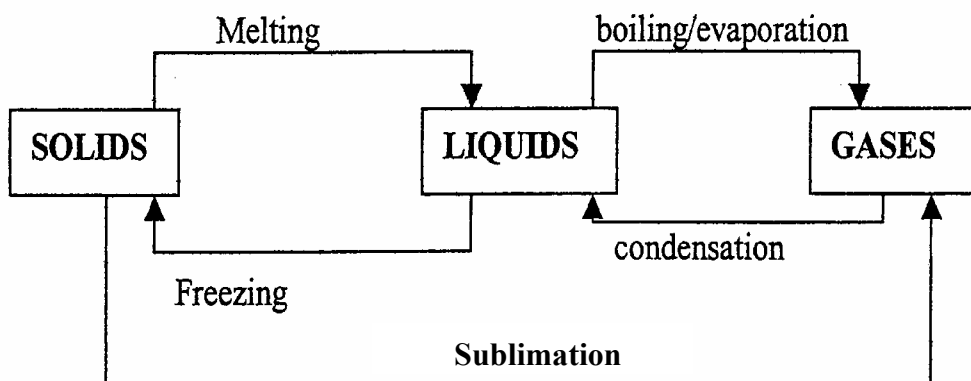 Melting
boiling/evaporation
SOLIDS
LIQUIDS
GASES
condensation
Freezing
Sublimation